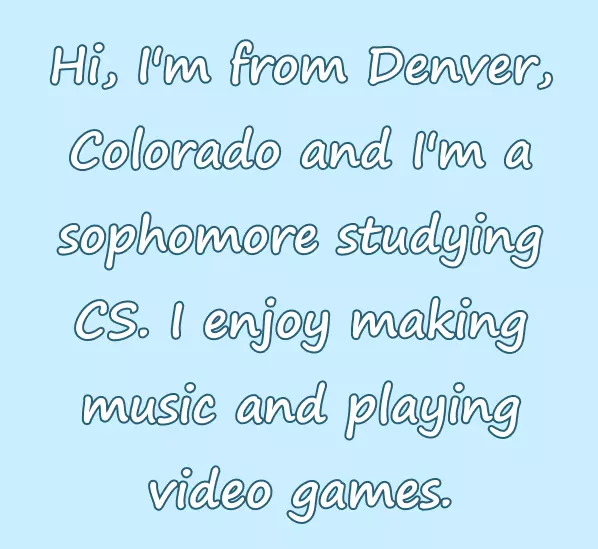 Hi, I'm from Denver,
Colorado and I'm a
sophomore studying
CS. I enjoy making
music and playing
video games.